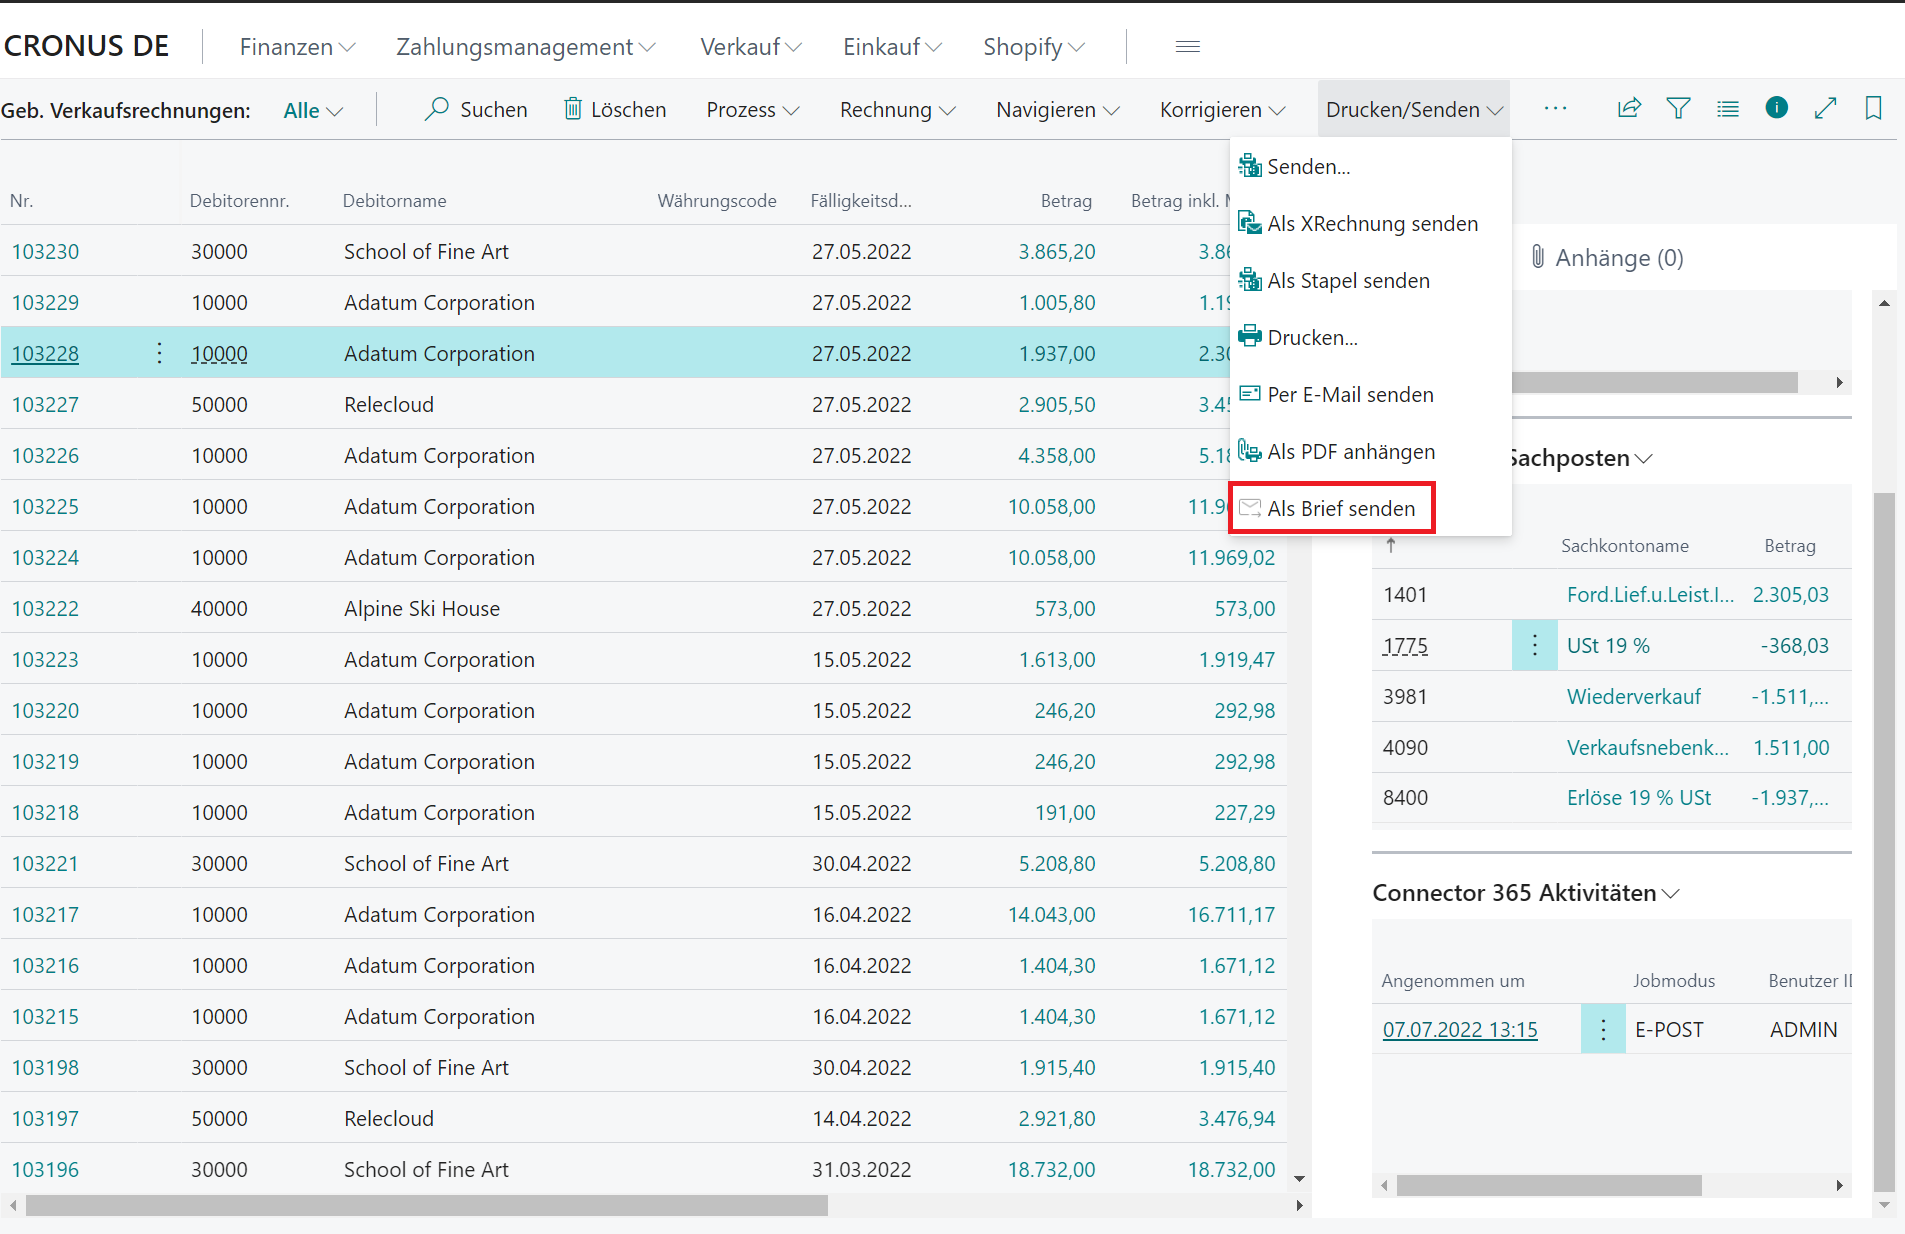 CRONUS DE Finanzen Zahlungsmanagement Verkauf Einkauf Shopify
Geb. Verkaufsrechnungen: Alle Suchen Löschen Prozess Rechnung Navigieren Korrigieren Drucken/Senden ...
Senden...
Als XRechnung senden
Als Stapel senden
Drucken...
Per E-Mail senden
Als PDF anhängen
Als Brief senden
Nr. Debitorennr. Debitorname Währungscode Fälligkeitsd... Betrag Betrag inkl.
103230 30000 School of Fine Art 27.05.2022 3.865,20
103229 10000 Adatum Corporation 27.05.2022 1.005,80
103228 10000 Adatum Corporation 27.05.2022 1.937,00
103227 50000 Relecloud 27.05.2022 2.905,50
103226 10000 Adatum Corporation 27.05.2022 4.358,00
103225 10000 Adatum Corporation 27.05.2022 10.058,00
103224 10000 Adatum Corporation 27.05.2022 10.058,00 11.969,02
103222 40000 Alpine Ski House 27.05.2022 573,00 573,00
103223 10000 Adatum Corporation 15.05.2022 1.613,00 1.919,47
103220 10000 Adatum Corporation 15.05.2022 246,20 292,98
103219 10000 Adatum Corporation 15.05.2022 246,20 292,98
103218 10000 Adatum Corporation 15.05.2022 191,00 227,29
103221 30000 School of Fine Art 30.04.2022 5.208,80 5.208,80
103217 10000 Adatum Corporation 16.04.2022 14.043,00 16.711,17
103216 10000 Adatum Corporation 16.04.2022 1.404,30 1.671,12
103215 10000 Adatum Corporation 16.04.2022 1.404,30 1.671,12
103198 30000 School of Fine Art 30.04.2022 1.915,40 1.915,40
103197 50000 Relecloud 14.04.2022 2.921,80 3.476,94
103196 30000 School of Fine Art 31.03.2022 18.732,00 18.732,00
Anhänge (0)
Sachposten
Sachkontoname Betrag
1401 Ford.Lief.u.Leist.I... 2.305,03
1775 USt 19 % -368,03
3981 Wiederverkauf -1.511,...
4090 Verkaufsnebenk... 1.511,00
8400 Erlöse 19 % USt -1.937,...
Connector 365 Aktivitäten
Angenommen um Jobmodus Benutzer ID
07.07.2022 13:15 E-POST ADMIN